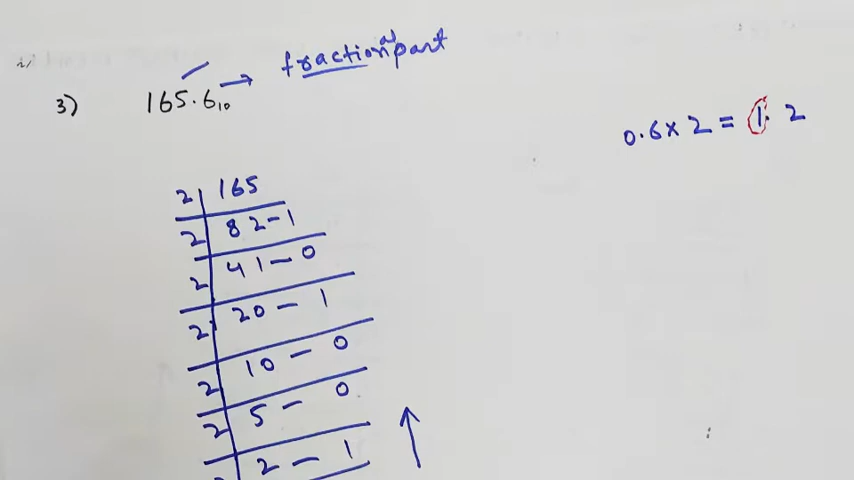 fractional part
3) 165.6₁₀ →
0.6 x 2 = 1. 2
2 | 165
2 | 82 - 1
2 | 41 - 0
2 | 20 - 1
2 | 10 - 0
2 | 5 - 0
2 - 1